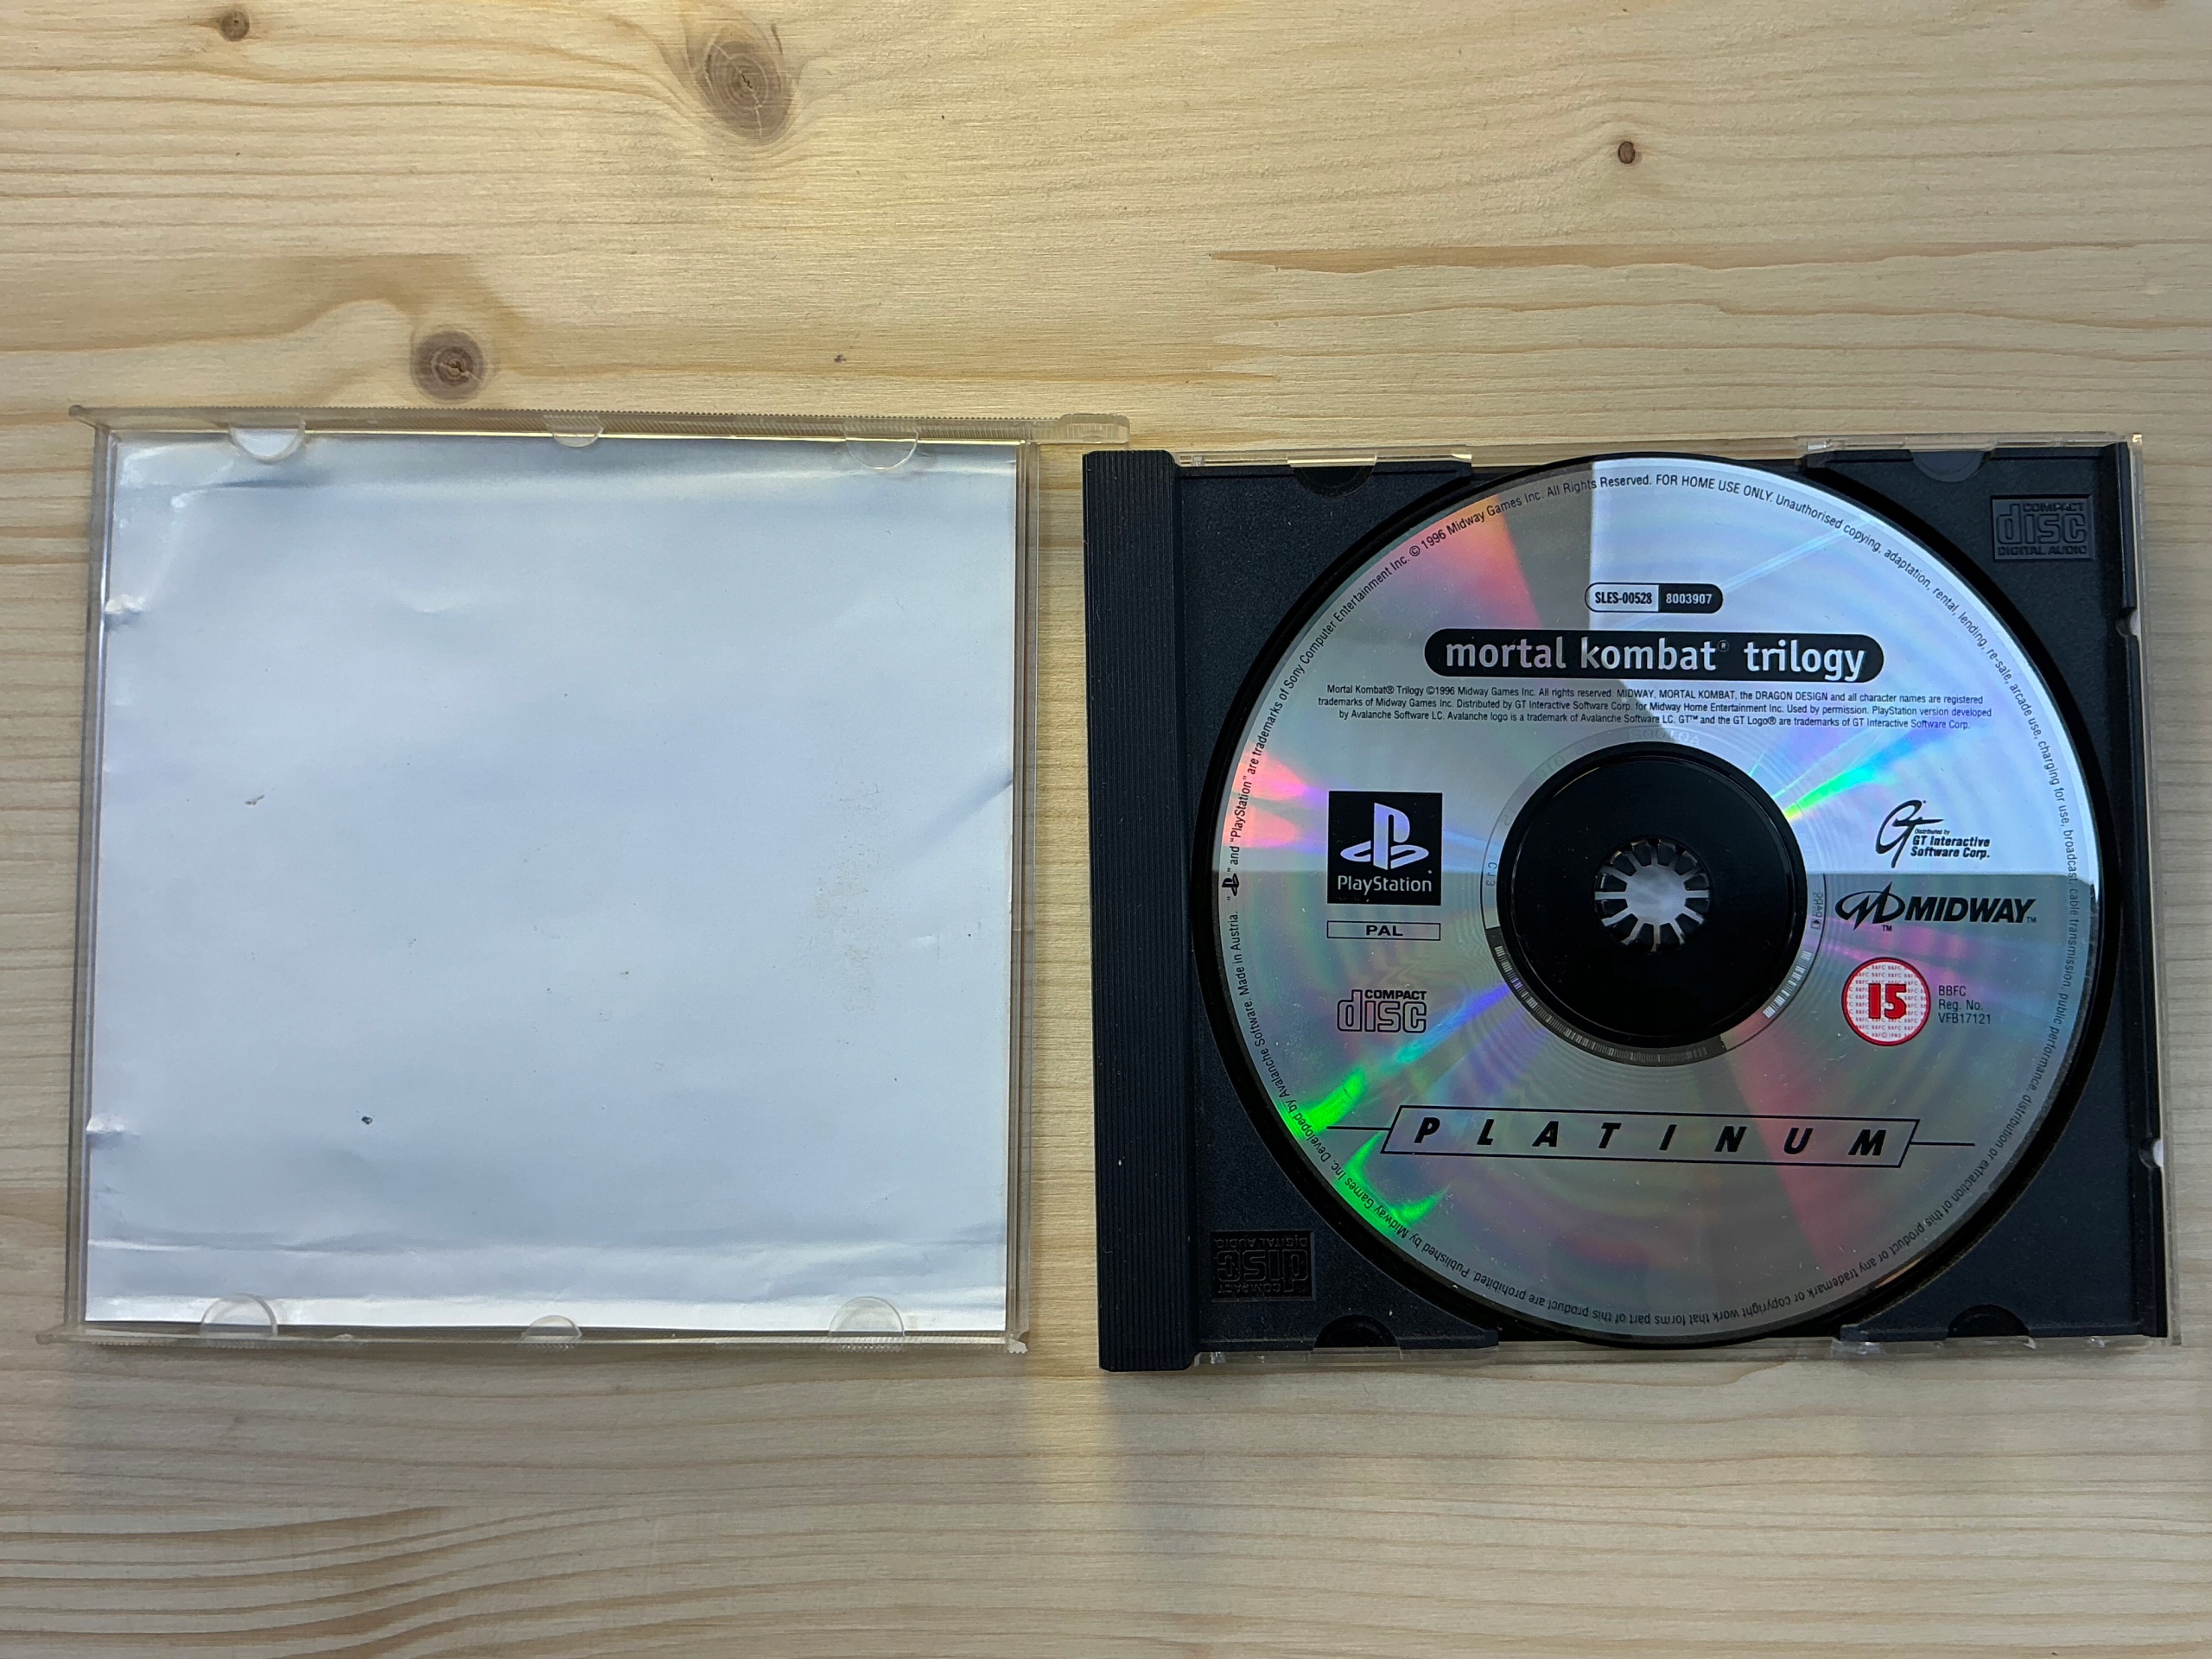 COMPACT
disc
DIGITAL AUDIO
SLES-00528 8003907
mortal kombat® trilogy
Mortal Kombat® Trilogy ©1996 Midway Games Inc. All rights reserved. MIDWAY, MORTAL KOMBAT, the DRAGON DESIGN and all character names are registered
trademarks of Midway Games Inc. Distributed by GT Interactive Software Corp. for Midway Home Entertainment Inc. Used by permission. PlayStation version developed
by Avalanche Software LC. Avalanche logo is a trademark of Avalanche Software LC. GT™ and the GT Logo® are trademarks of GT Interactive Software Corp.
PlayStation
PAL
COMPACT
disc
GT
Distributed by
GT Interactive
Software Corp.
MIDWAY™
15
BBFC
Reg. No.
VFB17121
PLATINUM
"PlayStation" are trademarks of Sony Computer Entertainment Inc. © 1996 Midway Games Inc. All Rights Reserved. FOR HOME USE ONLY. Unauthorised copying, adaptation, rental, lending, re-sale, arcade use, charging for use, broadcast, cable transmission, public performance, distribution or extraction of this product or any trademark or copyright work that forms part of this product are prohibited. Published by Midway Games Inc. Developed by Avalanche Software. Made in Austria.
COMPACT
disc
DIGITAL AUDIO